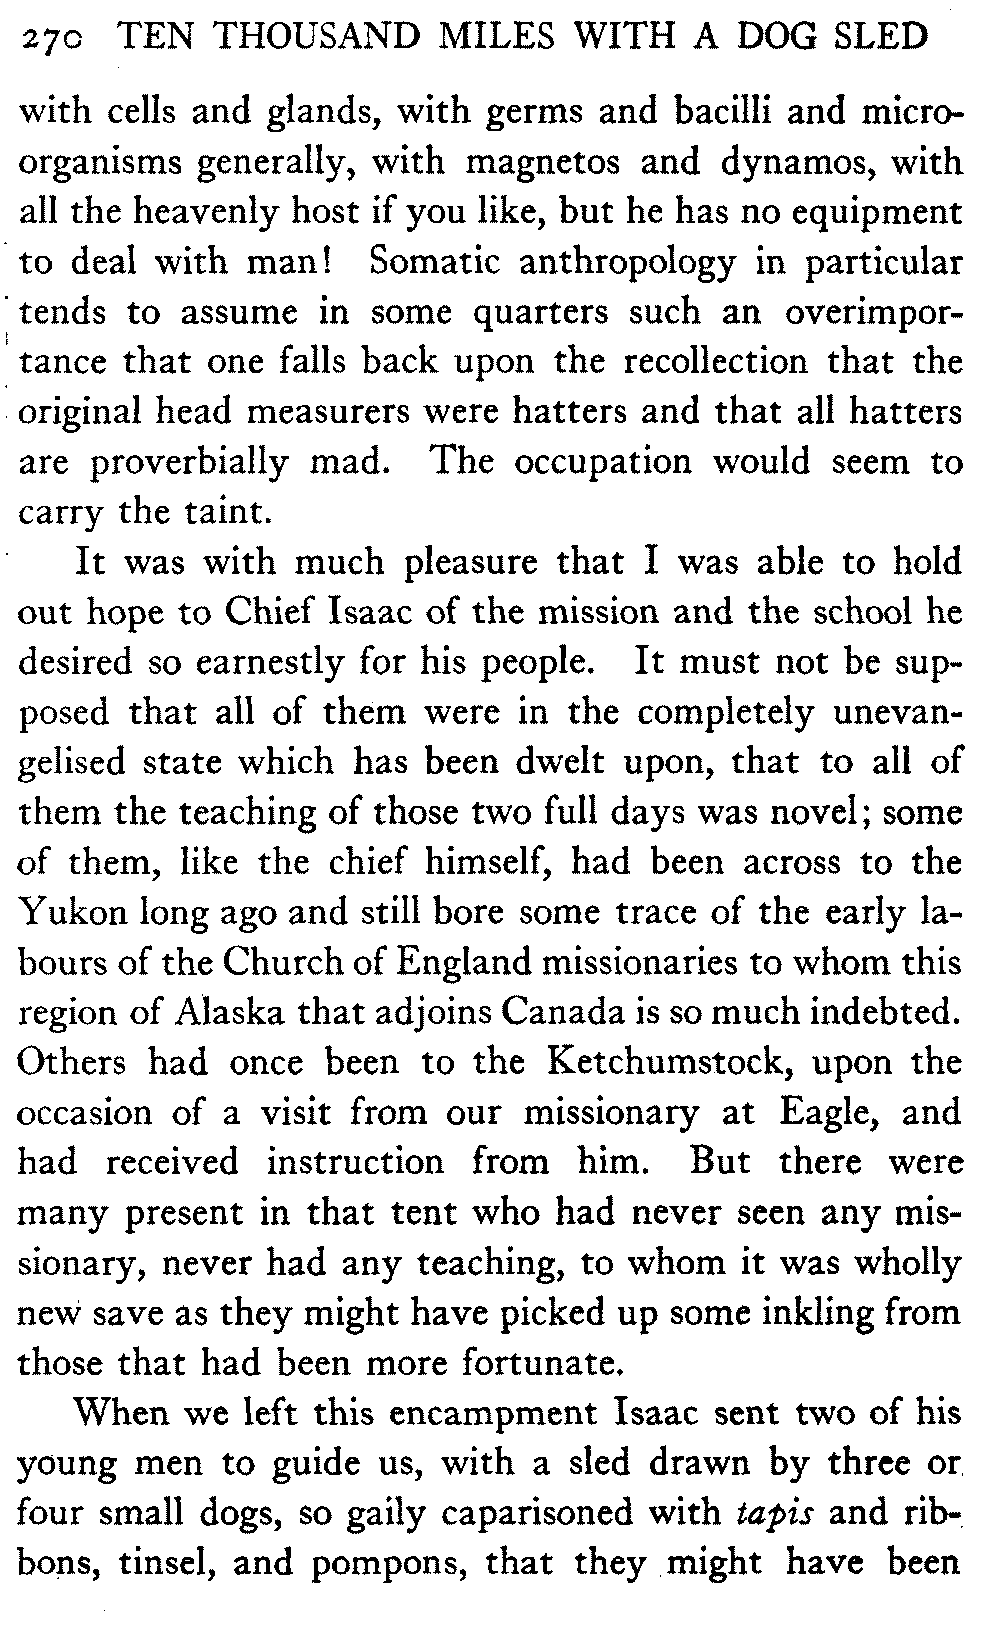 270 TEN THOUSAND MILES WITH A DOG SLED
with cells and glands, with germs and bacilli and micro-
organisms generally, with magnetos and dynamos, with
all the heavenly host if you like, but he has no equipment
to deal with man! Somatic anthropology in particular
tends to assume in some quarters such an overimpor-
tance that one falls back upon the recollection that the
original head measurers were hatters and that all hatters
are proverbially mad. The occupation would seem to
carry the taint.
It was with much pleasure that I was able to hold
out hope to Chief Isaac of the mission and the school he
desired so earnestly for his people. It must not be sup-
posed that all of them were in the completely unevan-
gelised state which has been dwelt upon, that to all of
them the teaching of those two full days was novel; some
of them, like the chief himself, had been across to the
Yukon long ago and still bore some trace of the early la-
bours of the Church of England missionaries to whom this
region of Alaska that adjoins Canada is so much indebted.
Others had once been to the Ketchumstock, upon the
occasion of a visit from our missionary at Eagle, and
had received instruction from him. But there were
many present in that tent who had never seen any mis-
sionary, never had any teaching, to whom it was wholly
new save as they might have picked up some inkling from
those that had been more fortunate.
When we left this encampment Isaac sent two of his
young men to guide us, with a sled drawn by three or
four small dogs, so gaily caparisoned with tapis and rib-
bons, tinsel, and pompons, that they might have been